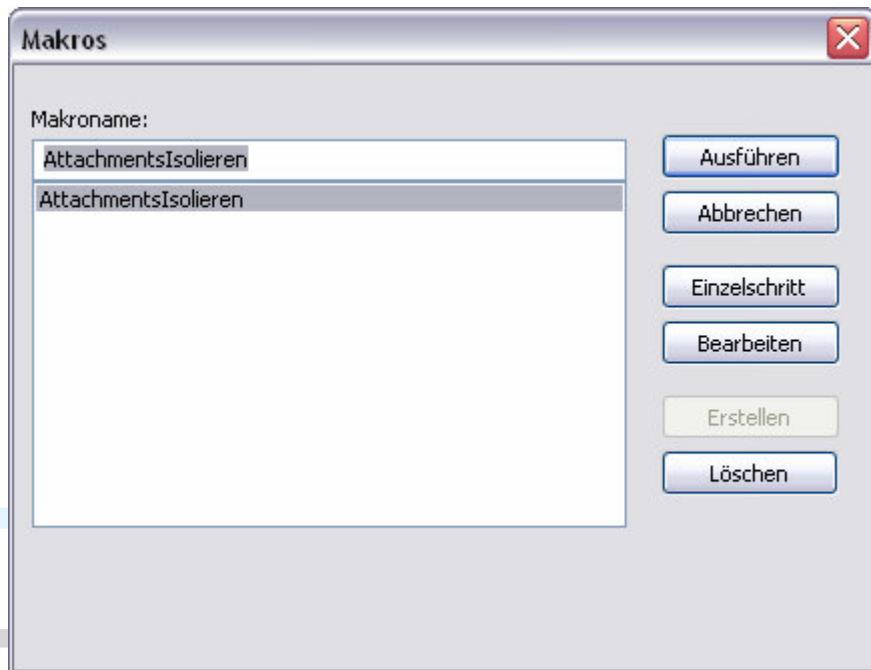 Makros
Makroname:
AttachmentsIsolieren
AttachmentsIsolieren
Ausführen
Abbrechen
Einzelschritt
Bearbeiten
Erstellen
Löschen